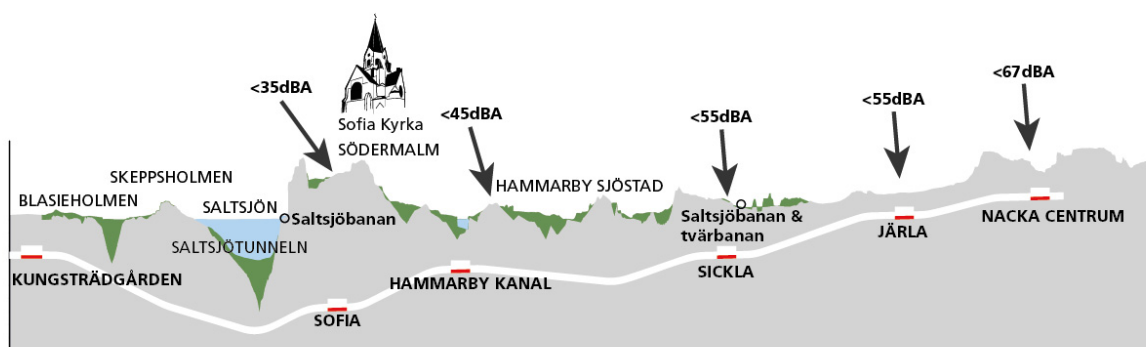 <35dBA
Sofia Kyrka
SÖDERMALM
<45dBA
<55dBA
<55dBA
<67dBA
SKEPPSHOLMEN
BLASIEHOLMEN
SALTSJÖN
Saltsjöbanan
SALTSJÖTUNNELN
HAMMARBY SJÖSTAD
Saltsjöbanan &
tvärbanan
KUNGSTRÄDGÅRDEN
SOFIA
HAMMARBY KANAL
SICKLA
JÄRLA
NACKA CENTRUM